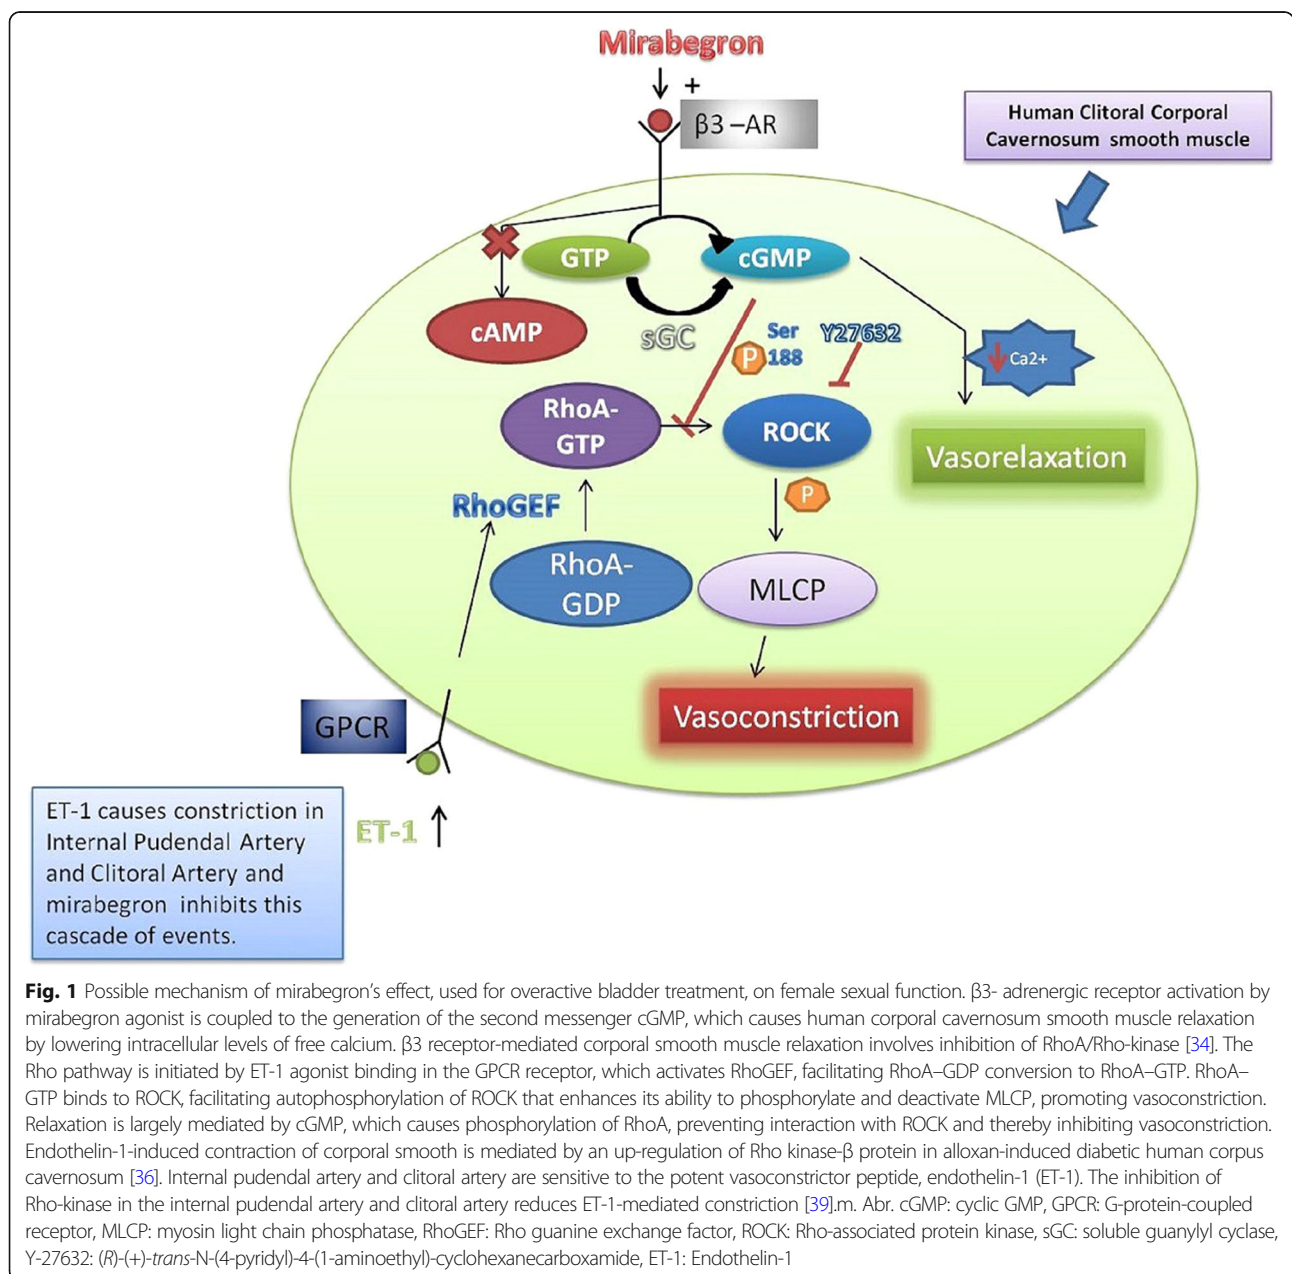 Mirabegron
+
β3 –AR
Human Clitoral Corporal
Cavernosum smooth muscle
GTP
cGMP
cAMP
sGC
P
Ser
188
Y27632
Ca2+
RhoA-
GTP
ROCK
Vasorelaxation
RhoGEF
P
RhoA-
GDP
MLCP
Vasoconstriction
GPCR
ET-1
ET-1 causes constriction in
Internal Pudendal Artery
and Clitoral Artery and
mirabegron inhibits this
cascade of events.
Fig. 1 Possible mechanism of mirabegron's effect, used for overactive bladder treatment, on female sexual function. β3- adrenergic receptor activation by
mirabegron agonist is coupled to the generation of the second messenger cGMP, which causes human corporal cavernosum smooth muscle relaxation
by lowering intracellular levels of free calcium. β3 receptor-mediated corporal smooth muscle relaxation involves inhibition of RhoA/Rho-kinase [34]. The
Rho pathway is initiated by ET-1 agonist binding in the GPCR receptor, which activates RhoGEF, facilitating RhoA–GDP conversion to RhoA–GTP. RhoA–
GTP binds to ROCK, facilitating autophosphorylation of ROCK that enhances its ability to phosphorylate and deactivate MLCP, promoting vasoconstriction.
Relaxation is largely mediated by cGMP, which causes phosphorylation of RhoA, preventing interaction with ROCK and thereby inhibiting vasoconstriction.
Endothelin-1-induced contraction of corporal smooth is mediated by an up-regulation of Rho kinase-β protein in alloxan-induced diabetic human corpus
cavernosum [36]. Internal pudendal artery and clitoral artery are sensitive to the potent vasoconstrictor peptide, endothelin-1 (ET-1). The inhibition of
Rho-kinase in the internal pudendal artery and clitoral artery reduces ET-1-mediated constriction [39].m. Abr. cGMP: cyclic GMP, GPCR: G-protein-coupled
receptor, MLCP: myosin light chain phosphatase, RhoGEF: Rho guanine exchange factor, ROCK: Rho-associated protein kinase, sGC: soluble guanylyl cyclase,
Y-27632: (R)-(+)-trans-N-(4-pyridyl)-4-(1-aminoethyl)-cyclohexanecarboxamide, ET-1: Endothelin-1